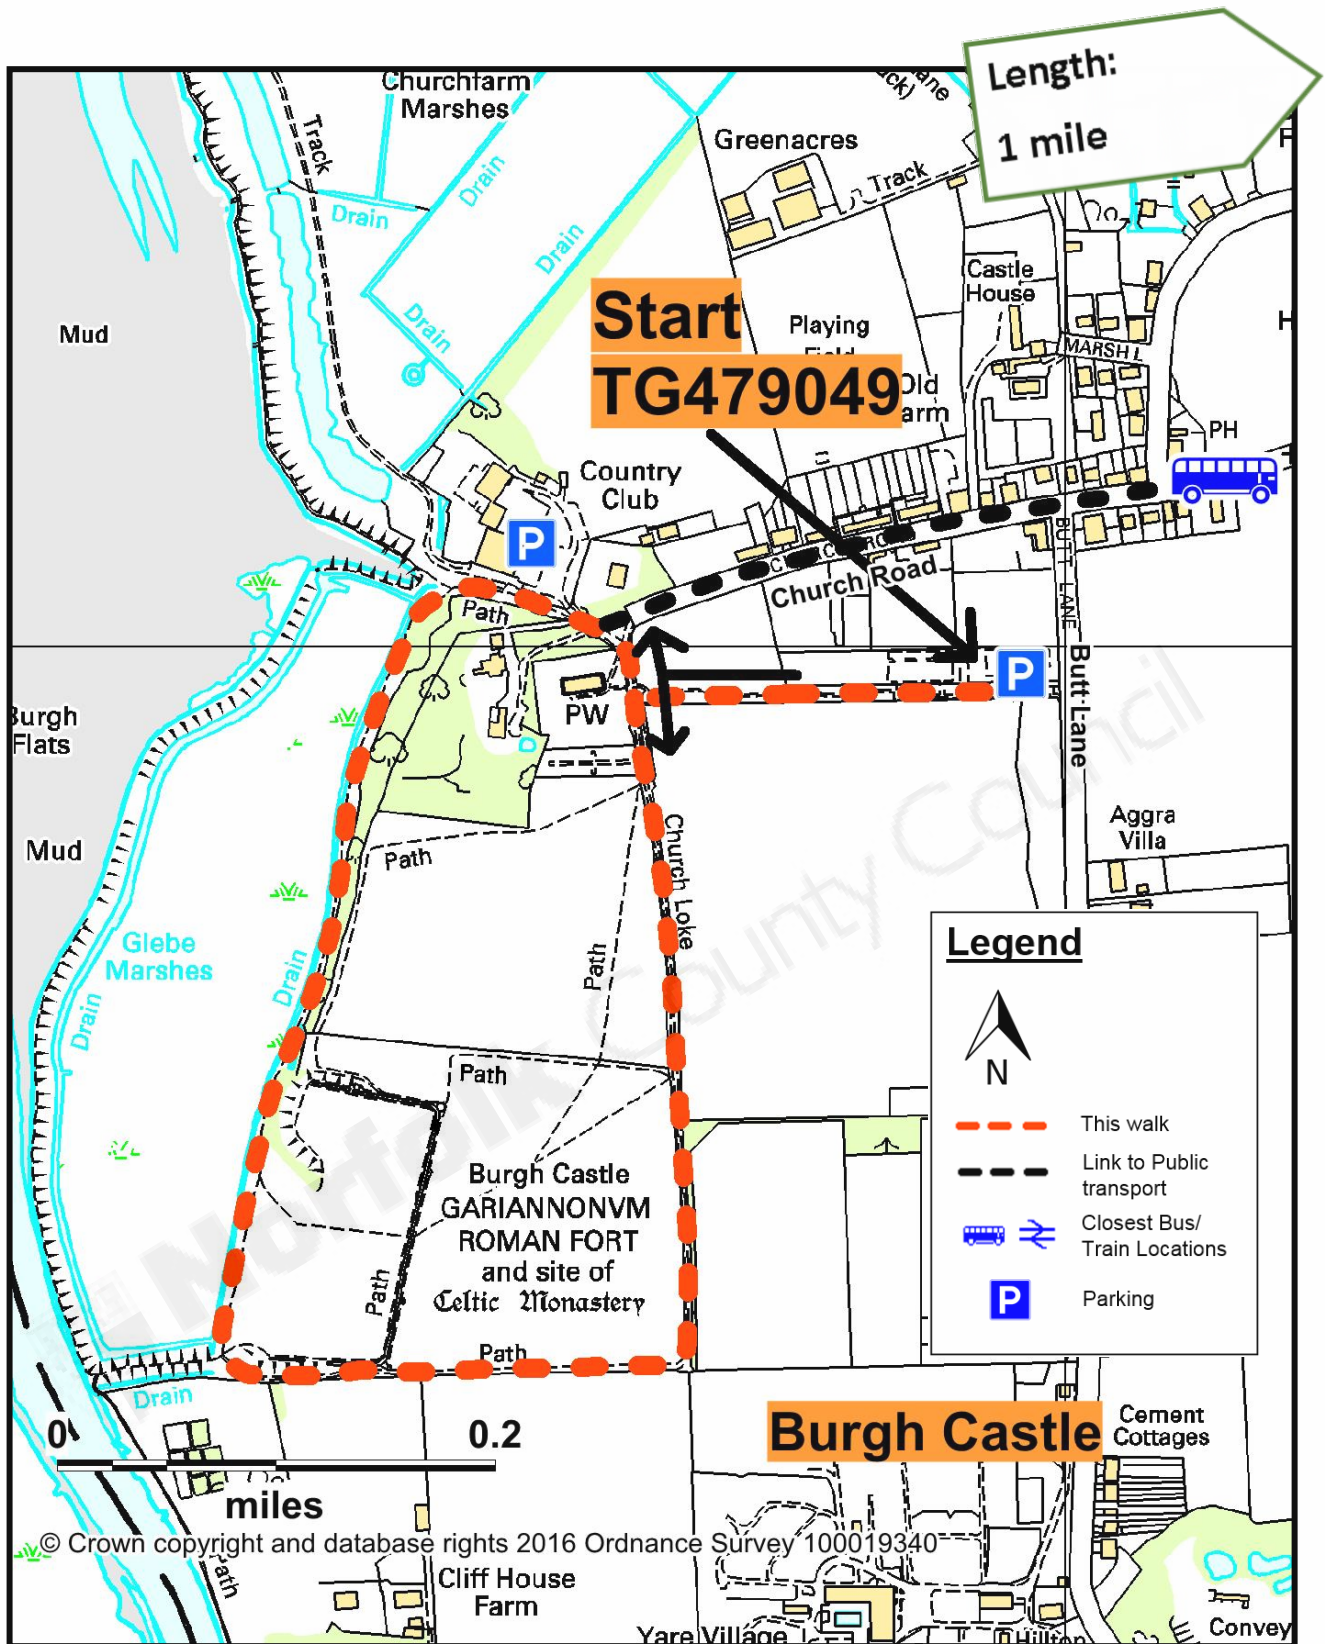 Length:
1 mile
Churchfarm
Marshes
Track
Drain
Drain
Drain
Drain
Greenacres
Track
Castle
House
Mud
Start
TG479049
Playing
MARSH
PH
Country
Club
P
Church Road
BUTT LANE
Path
P
PW
Butt Lane
Burgh
Flats
Mud
Path
Church Loke
Aggra
Villa
Glebe
Marshes
Drain
Drain
Path
Path
Norfolk County Council
Legend
N
This walk
Link to Public
transport
Closest Bus/
Train Locations
P
Parking
Burgh Castle
GARIANNONVM
ROMAN FORT
and site of
Celtic Monastery
Path
Path
Drain
0
0.2
miles
Burgh Castle
Cement
Cottages
© Crown copyright and database rights 2016 Ordnance Survey 100019340
Path
Cliff House
Farm
Yare Village
Hillton
Convey